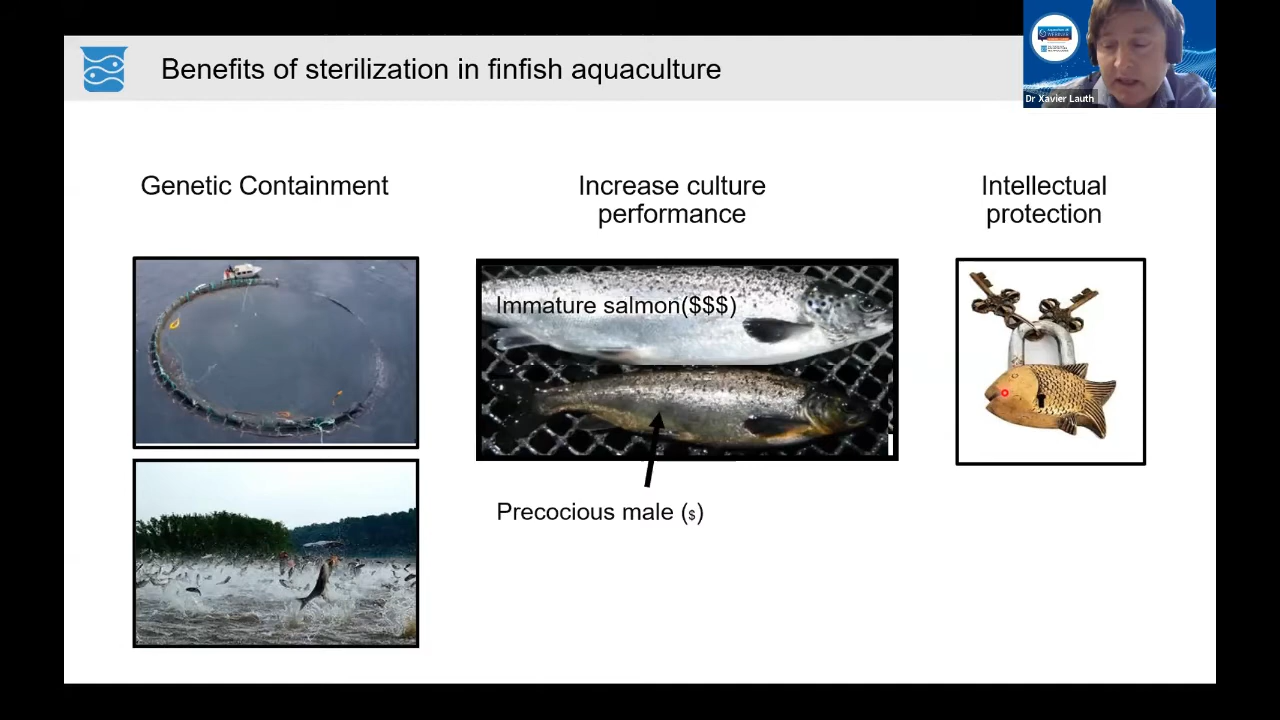 Benefits of sterilization in finfish aquaculture
Dr Xavier Lauth
Genetic Containment
Increase culture
performance
Intellectual
protection
Immature salmon($$$)
Precocious male ($)
WEBINAR